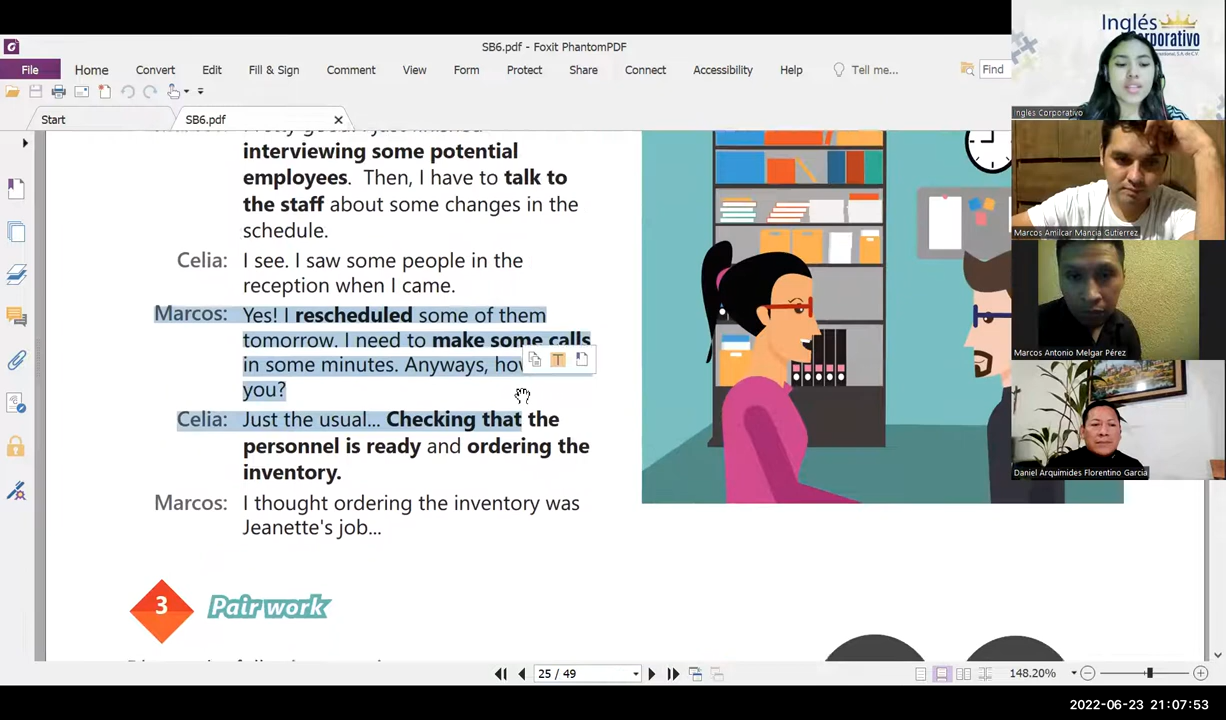 SB6.pdf - Foxit PhantomPDF
File Home Convert Edit Fill & Sign Comment View Form Protect Share Connect Accessibility Help Tell me... Find
Start SB6.pdf
interviewing some potential
employees. Then, I have to talk to
the staff about some changes in the
schedule.
Celia: I see. I saw some people in the
reception when I came.
Marcos: Yes! I rescheduled some of them
tomorrow. I need to make some calls
in some minutes. Anyways,
you?
Celia: Just the usual... Checking that the
personnel is ready and ordering the
inventory.
Marcos: I thought ordering the inventory was
Jeanette's job...
3 Pair work
25 / 49
148.20%
Inglés
Corporativo
Ingles Corporativo
Marcos Amilcar Mancia Gutierrez
Marcos Antonio Melgar Pérez
Daniel Arquimides Florentino Garcia
2022-06-23 21:07:53